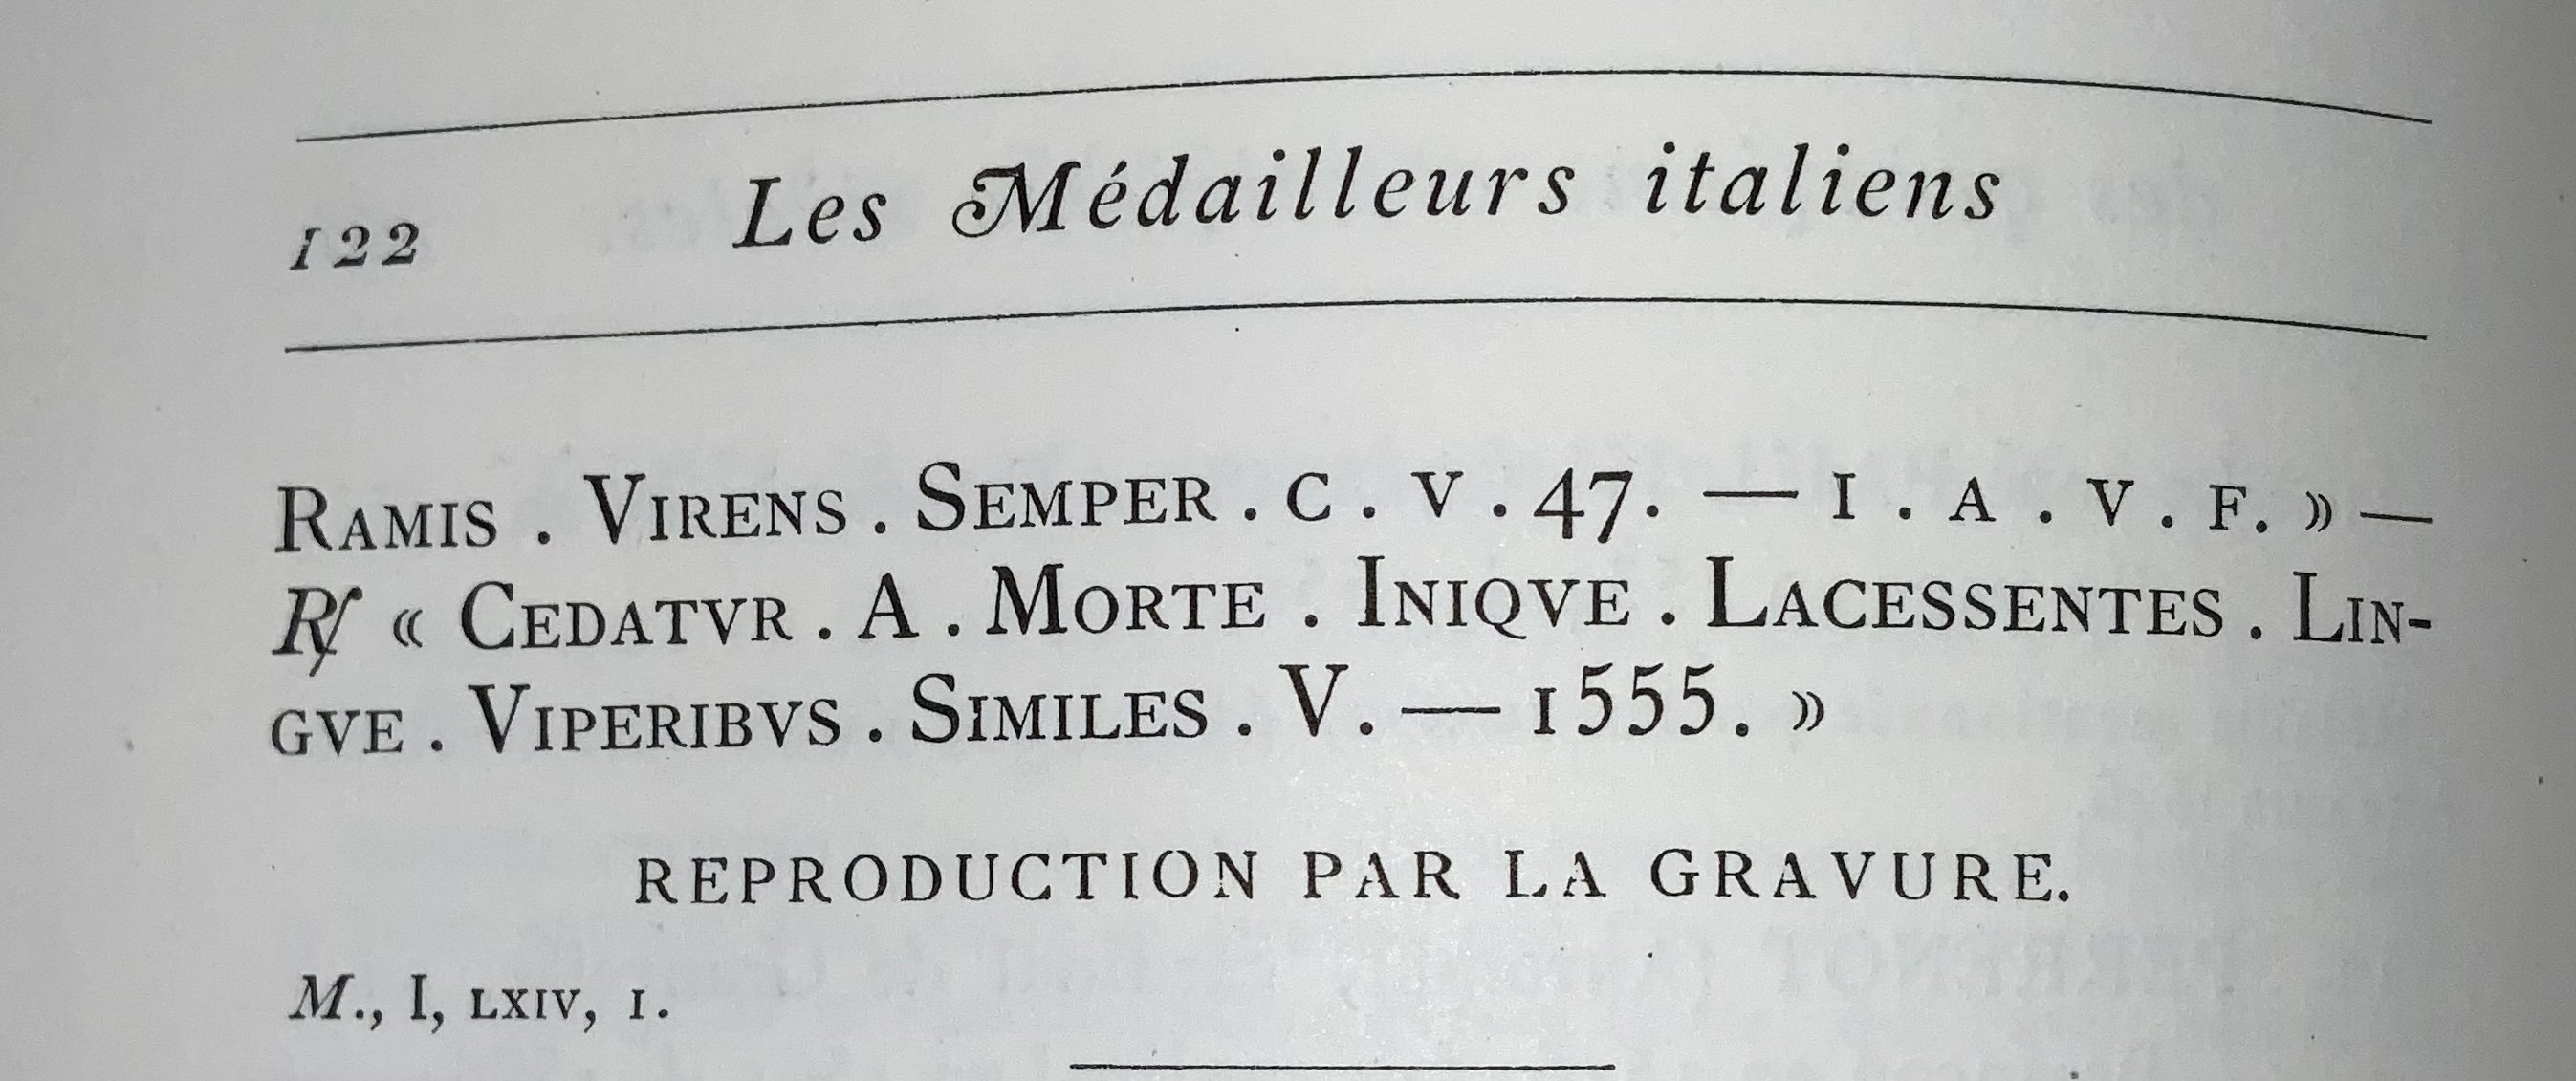 122 Les Médailleurs italiens
Ramis . Virens . Semper . c . v . 47. — i . a . v . f. » —
℟ « Cedatvr . A . Morte . Iniqve . Lacessentes . Lin-
gve . Viperibvs . Similes . V. — 1555. »
REPRODUCTION PAR LA GRAVURE.
M., I, lxiv, 1.